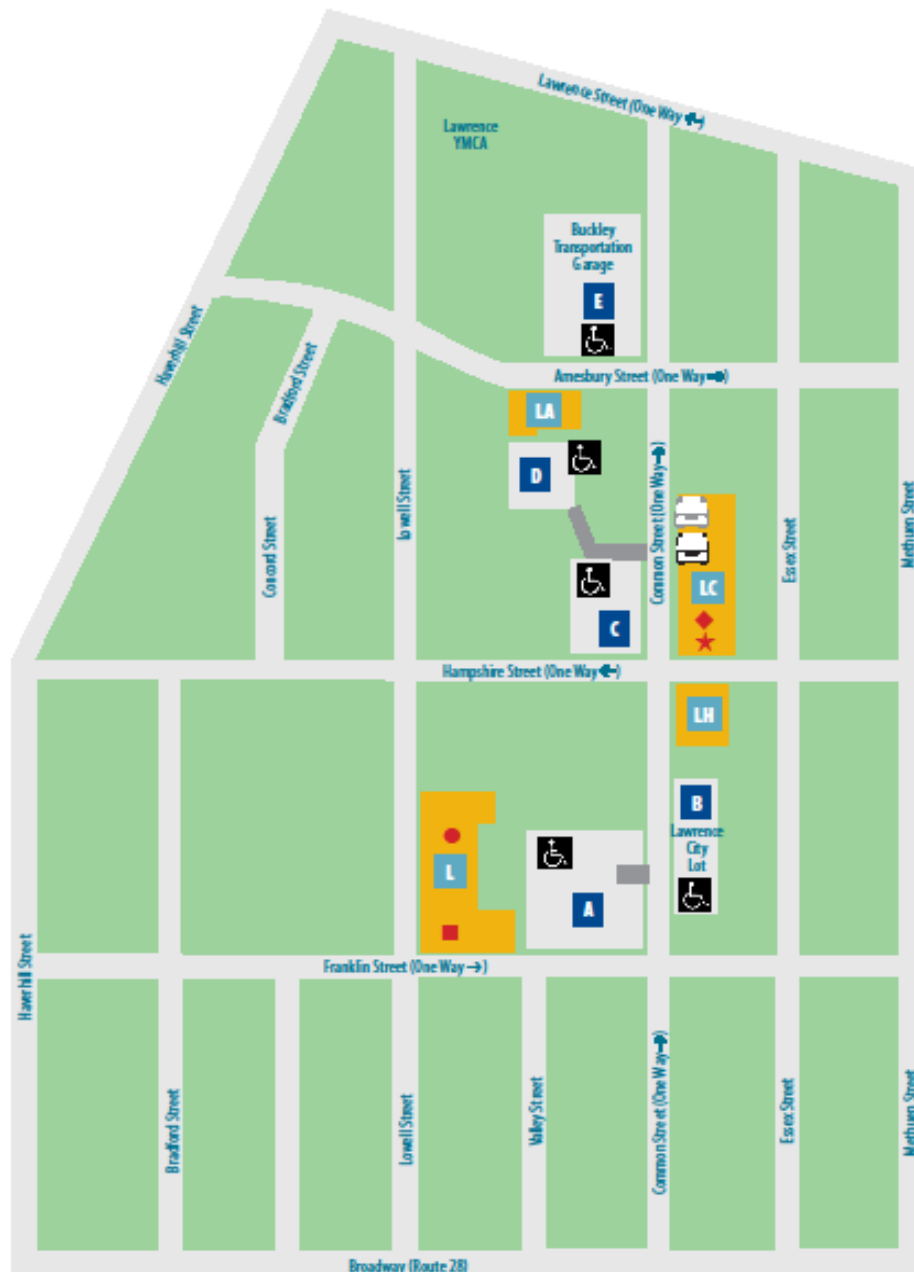 Lawrence Street (One Way ←)
Lawrence
YMCA
Buckley
Transportation
Garage
E
Haverhill Street
Bradford Street
Amesbury Street (One Way →)
LA
D
Lowell Street
Concord Street
Common Street (One Way →)
Essex Street
Methuen Street
LC
C
Hampshire Street (One Way ←)
LH
B
Lawrence
City
Lot
L
A
Franklin Street (One Way →)
Haverhill Street
Bradford Street
Lowell Street
Valley Street
Common Street (One Way →)
Essex Street
Methuen Street
Broadway (Route 28)